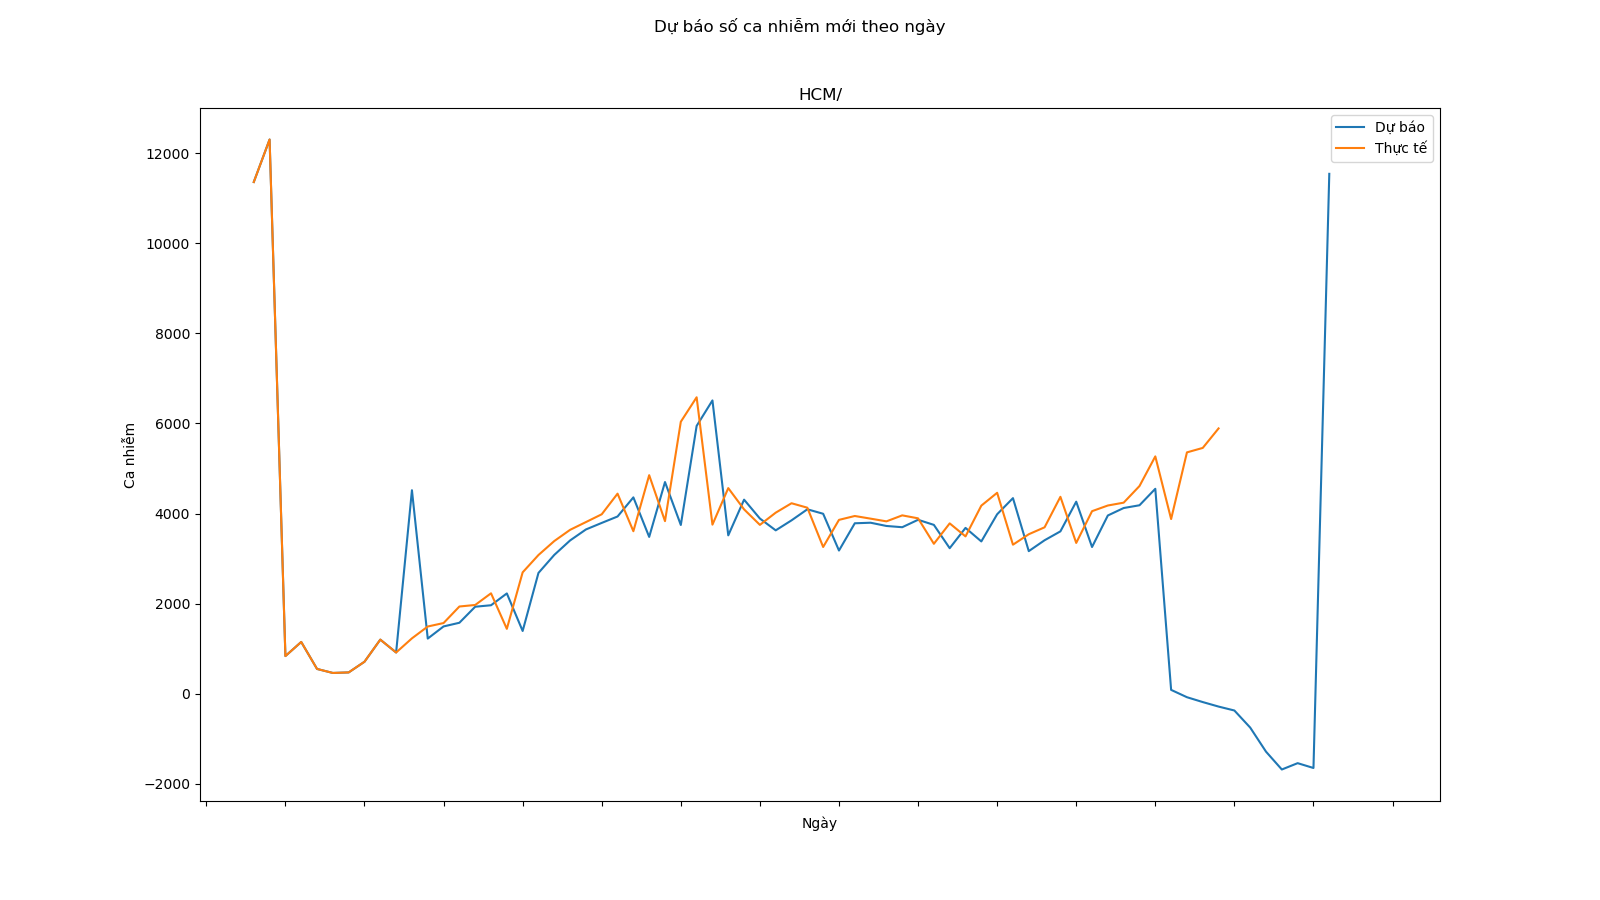 Dự báo số ca nhiễm mới theo ngày
HCM/
Dự báo
Thực tế
12000
10000
8000
6000
4000
2000
0
−2000
Ca nhiễm
Ngày